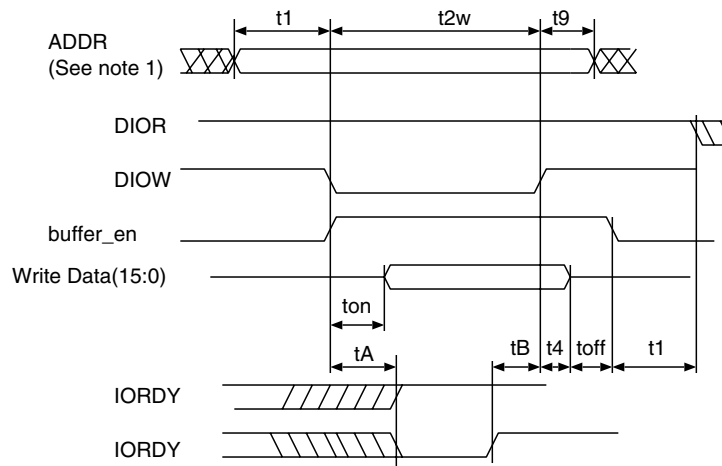 t1 t2w t9
ADDR
(See note 1)
DIOR
DIOW
buffer_en
Write Data(15:0)
ton
tA tB t4 toff t1
IORDY
IORDY